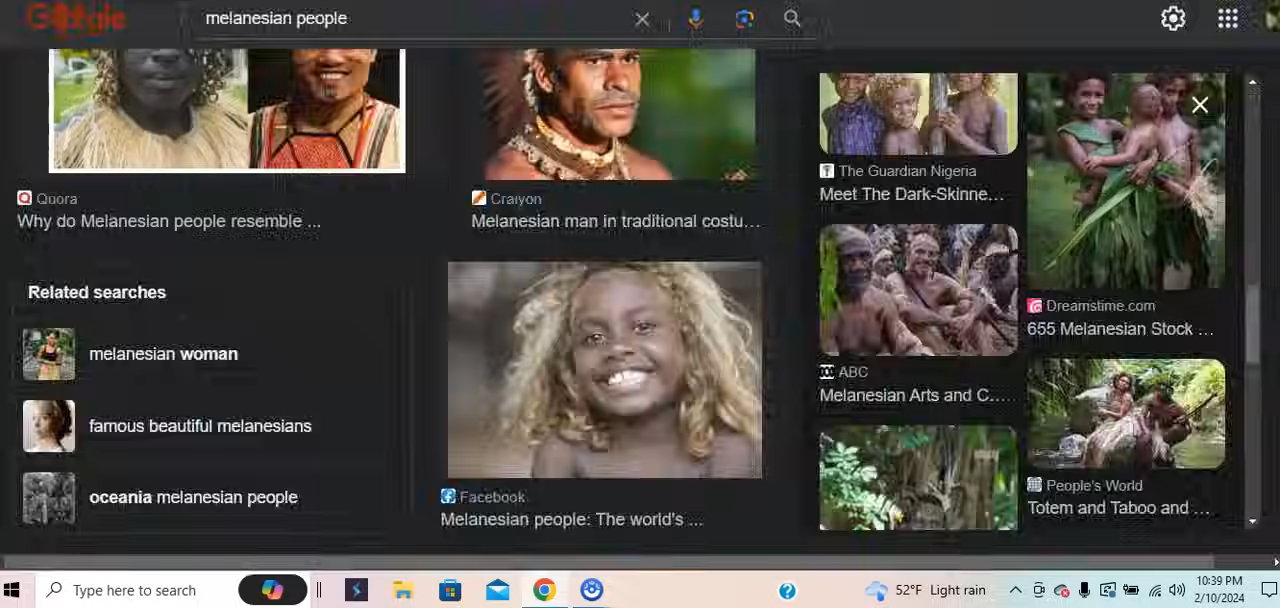 Google
melanesian people
Quora
Why do Melanesian people resemble ...
Craiyon
Melanesian man in traditional costu...
Related searches
melanesian woman
famous beautiful melanesians
oceania melanesian people
Facebook
Melanesian people: The world's ...
The Guardian Nigeria
Meet The Dark-Skinne...
ABC
Melanesian Arts and C...
Dreamstime.com
655 Melanesian Stock ...
People's World
Totem and Taboo and ...
Type here to search
52°F Light rain
10:39 PM
2/10/2024